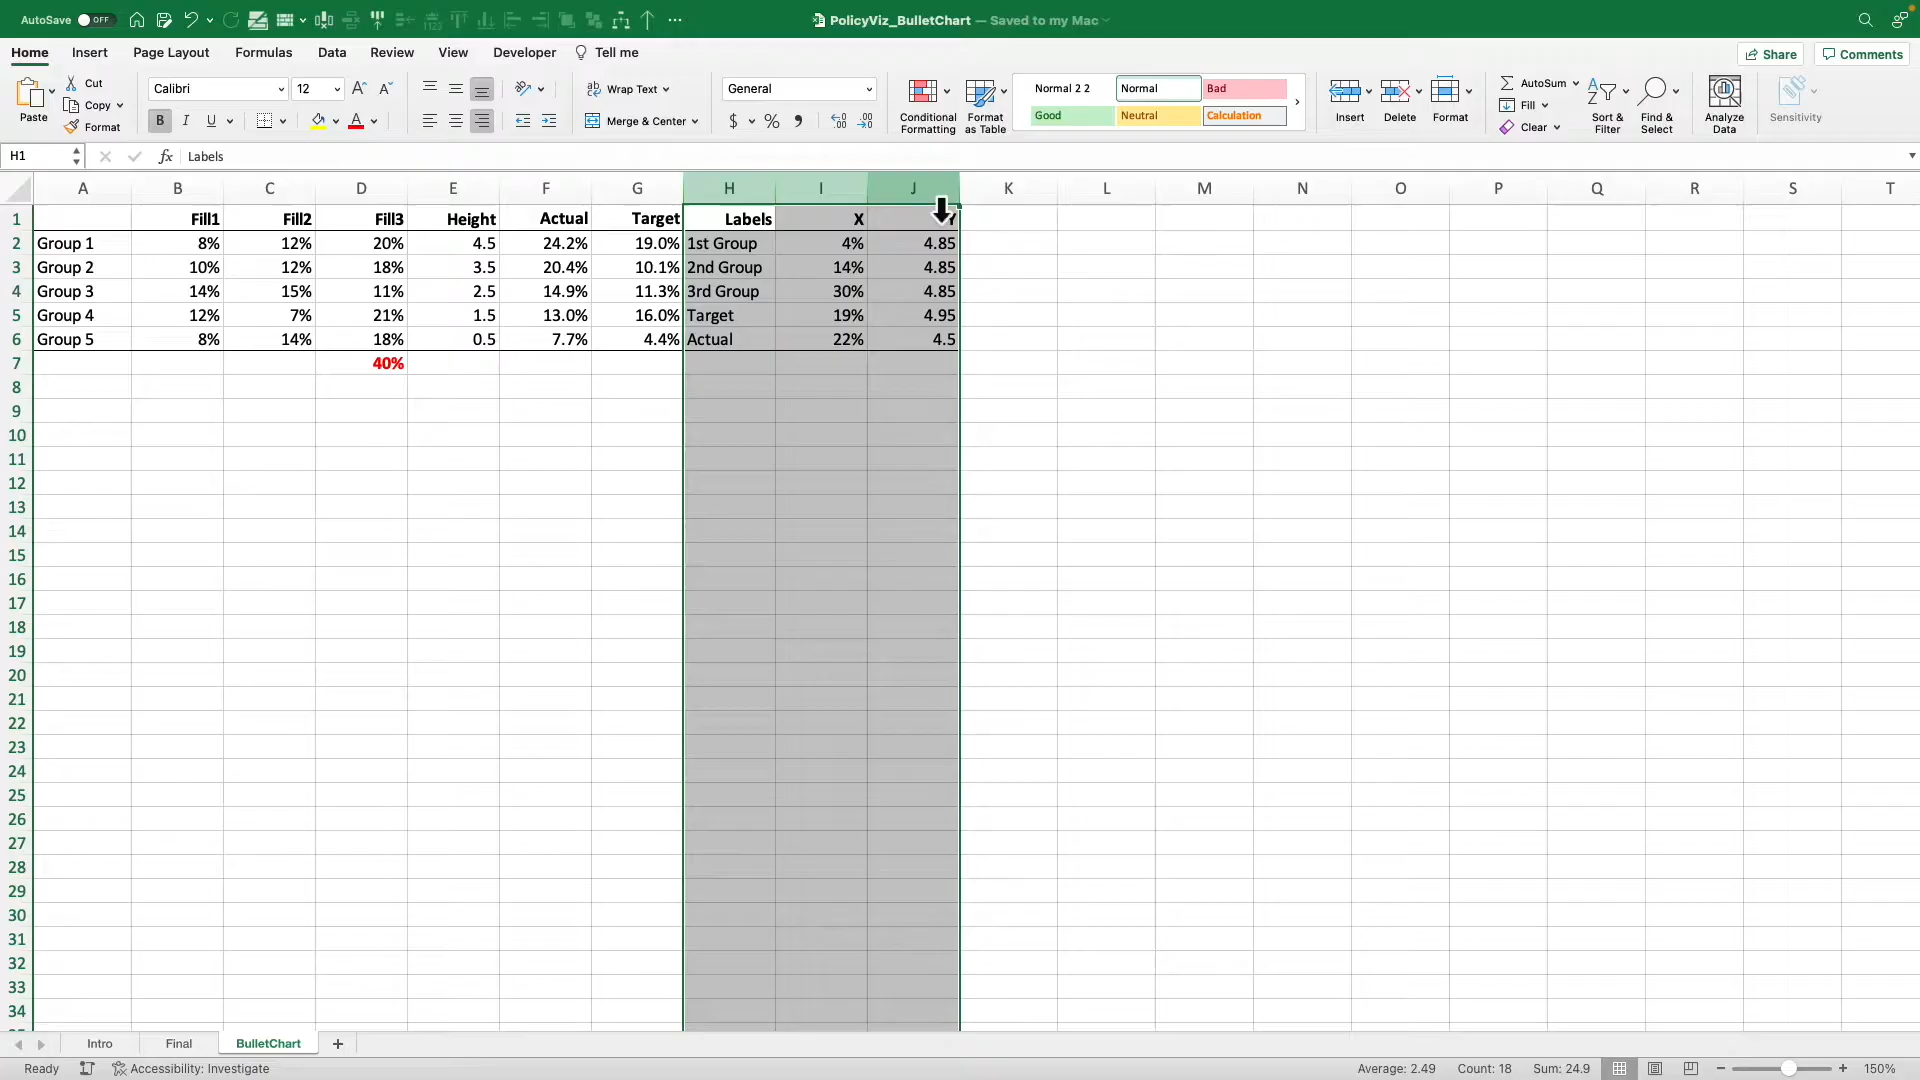 AutoSave OFF PolicyViz_BulletChart — Saved to my Mac
Home Insert Page Layout Formulas Data Review View Developer Tell me Share Comments
Paste Cut Copy Format Calibri 12 Wrap Text Merge & Center General Conditional Formatting Format as Table Normal 2 2 Normal Bad Good Neutral Calculation Insert Delete Format AutoSum Fill Clear Sort & Filter Find & Select Analyze Data Sensitivity
H1 fx Labels
A B C D E F G H I J K L M N O P Q R S T
1 Fill1 Fill2 Fill3 Height Actual Target Labels X Y
2 Group 1 8% 12% 20% 4.5 24.2% 19.0% 1st Group 4% 4.85
3 Group 2 10% 12% 18% 3.5 20.4% 10.1% 2nd Group 14% 4.85
4 Group 3 14% 15% 11% 2.5 14.9% 11.3% 3rd Group 30% 4.85
5 Group 4 12% 7% 21% 1.5 13.0% 16.0% Target 19% 4.95
6 Group 5 8% 14% 18% 0.5 7.7% 4.4% Actual 22% 4.5
7 40%
8
9
10
11
12
13
14
15
16
17
18
19
20
21
22
23
24
25
26
27
28
29
30
31
32
33
34
Intro Final BulletChart +
Ready Accessibility: Investigate Average: 2.49 Count: 18 Sum: 24.9 150%